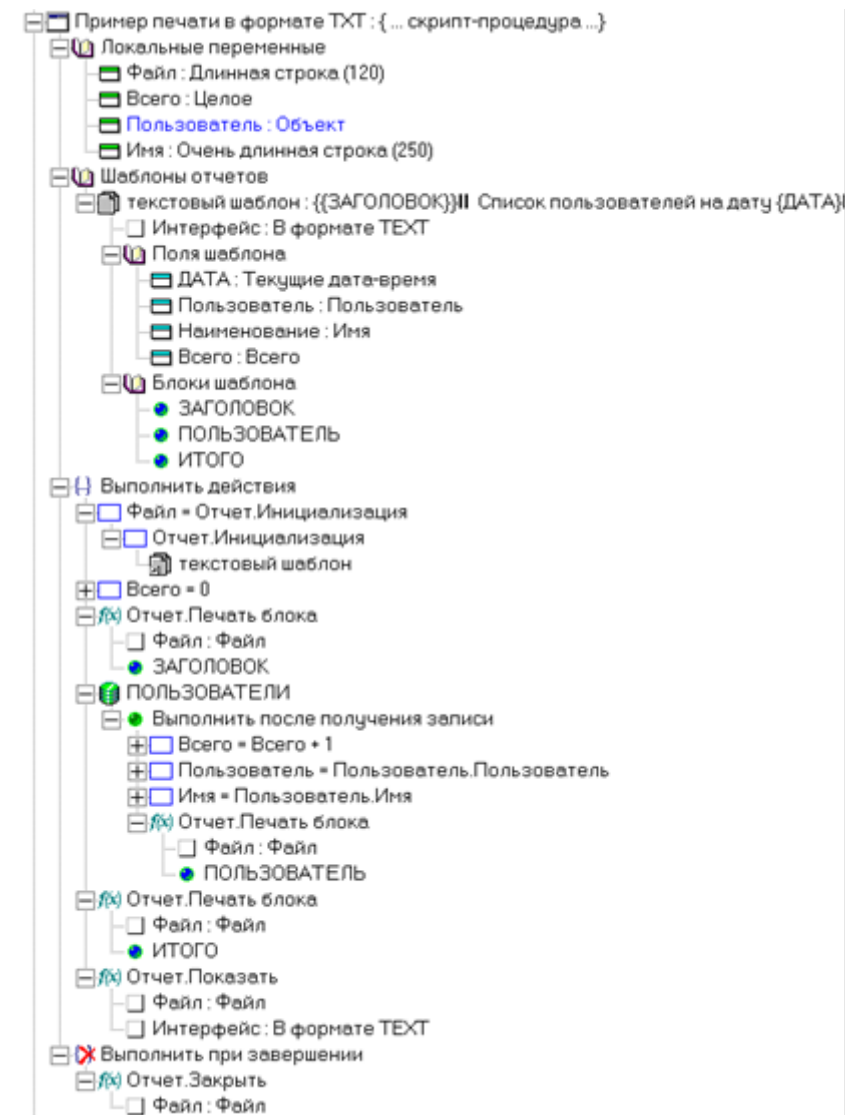 Пример печати в формате TXT : { ... скрипт-процедура ...}
Локальные переменные
Файл : Длинная строка (120)
Всего : Целое
Пользователь : Объект
Имя : Очень длинная строка (250)
Шаблоны отчетов
текстовый шаблон : {{ЗАГОЛОВОК}}II Список пользователей на дату {ДАТА}I
Интерфейс : В формате TEXT
Поля шаблона
ДАТА : Текущие дата-время
Пользователь : Пользователь
Наименование : Имя
Всего : Всего
Блоки шаблона
ЗАГОЛОВОК
ПОЛЬЗОВАТЕЛЬ
ИТОГО
Выполнить действия
Файл = Отчет.Инициализация
Отчет.Инициализация
текстовый шаблон
Всего = 0
f(x) Отчет.Печать блока
Файл : Файл
ЗАГОЛОВОК
ПОЛЬЗОВАТЕЛИ
Выполнить после получения записи
Всего = Всего + 1
Пользователь = Пользователь.Пользователь
Имя = Пользователь.Имя
f(x) Отчет.Печать блока
Файл : Файл
ПОЛЬЗОВАТЕЛЬ
f(x) Отчет.Печать блока
Файл : Файл
ИТОГО
f(x) Отчет.Показать
Файл : Файл
Интерфейс : В формате TEXT
Выполнить при завершении
f(x) Отчет.Закрыть
Файл : Файл